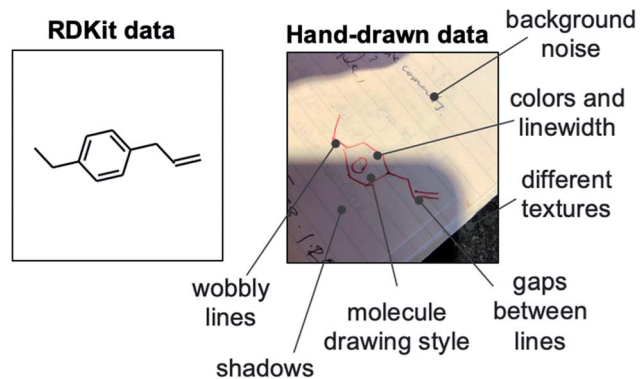 RDKit data
Hand-drawn data
background
noise
colors and
linewidth
different
textures
gaps
between
lines
molecule
drawing style
wobbly
lines
shadows